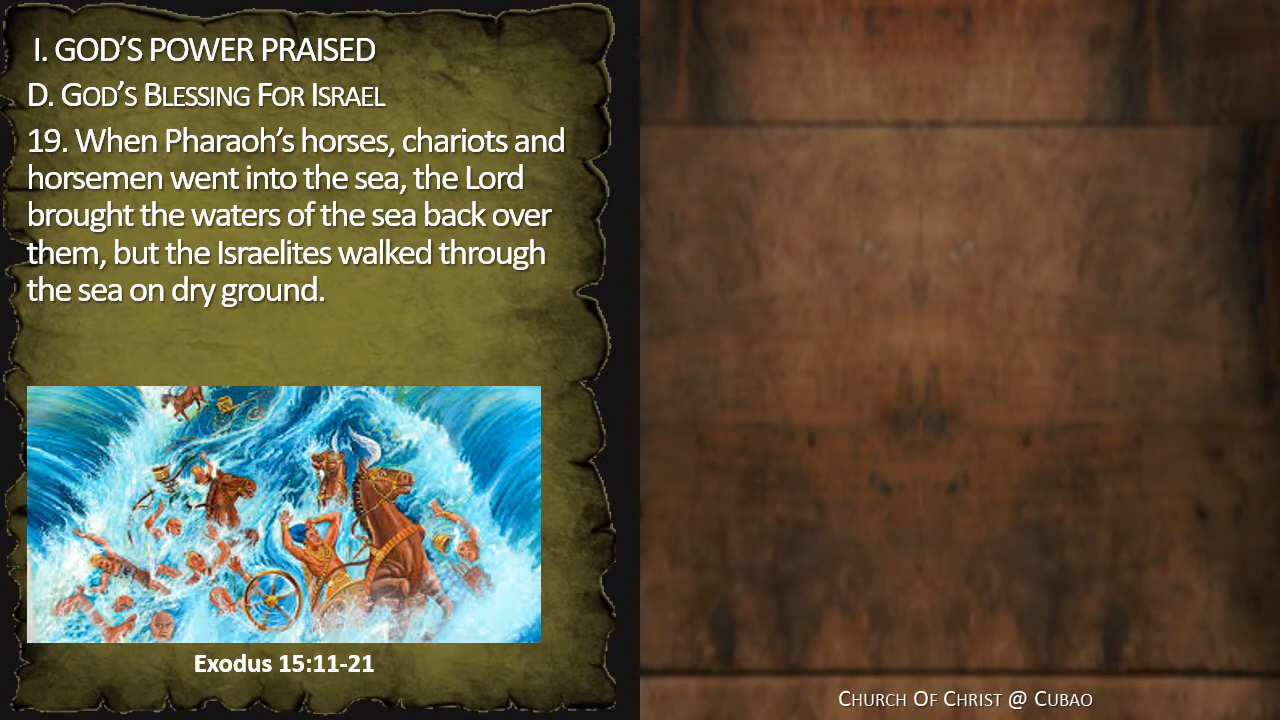 I. GOD’S POWER PRAISED
D. GOD’S BLESSING FOR ISRAEL
19. When Pharaoh’s horses, chariots and
horsemen went into the sea, the Lord
brought the waters of the sea back over
them, but the Israelites walked through
the sea on dry ground.
Exodus 15:11-21
CHURCH OF CHRIST @ CUBAO